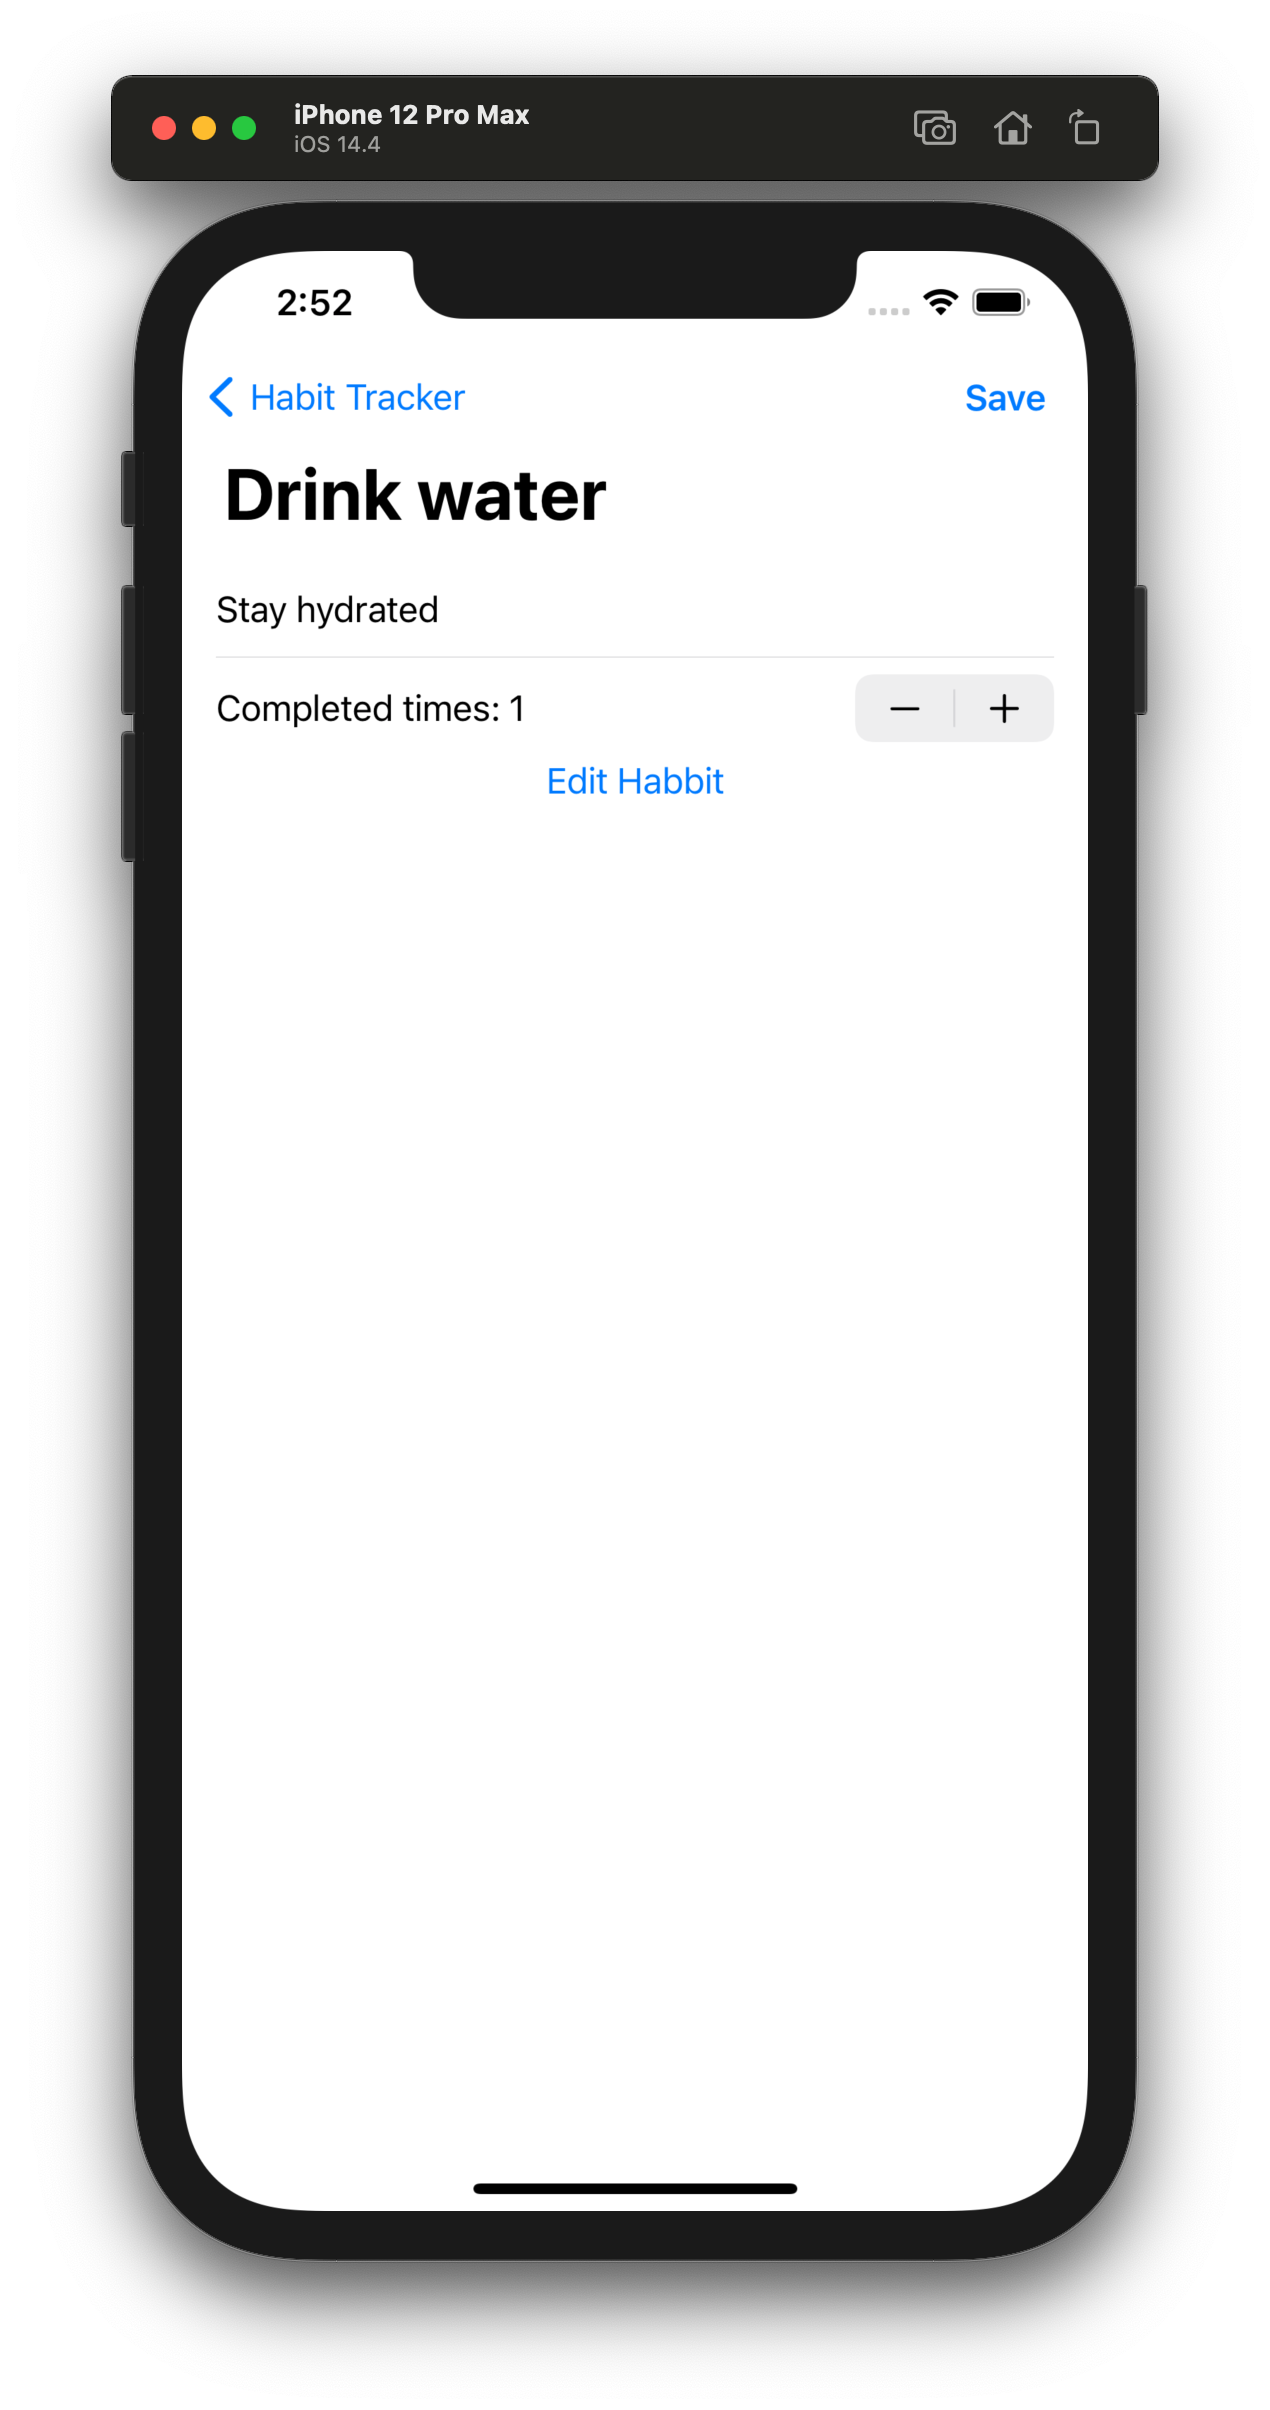 iPhone 12 Pro Max
iOS 14.4
2:52
Habit Tracker
Save
Drink water
Stay hydrated
Completed times: 1
Edit Habbit